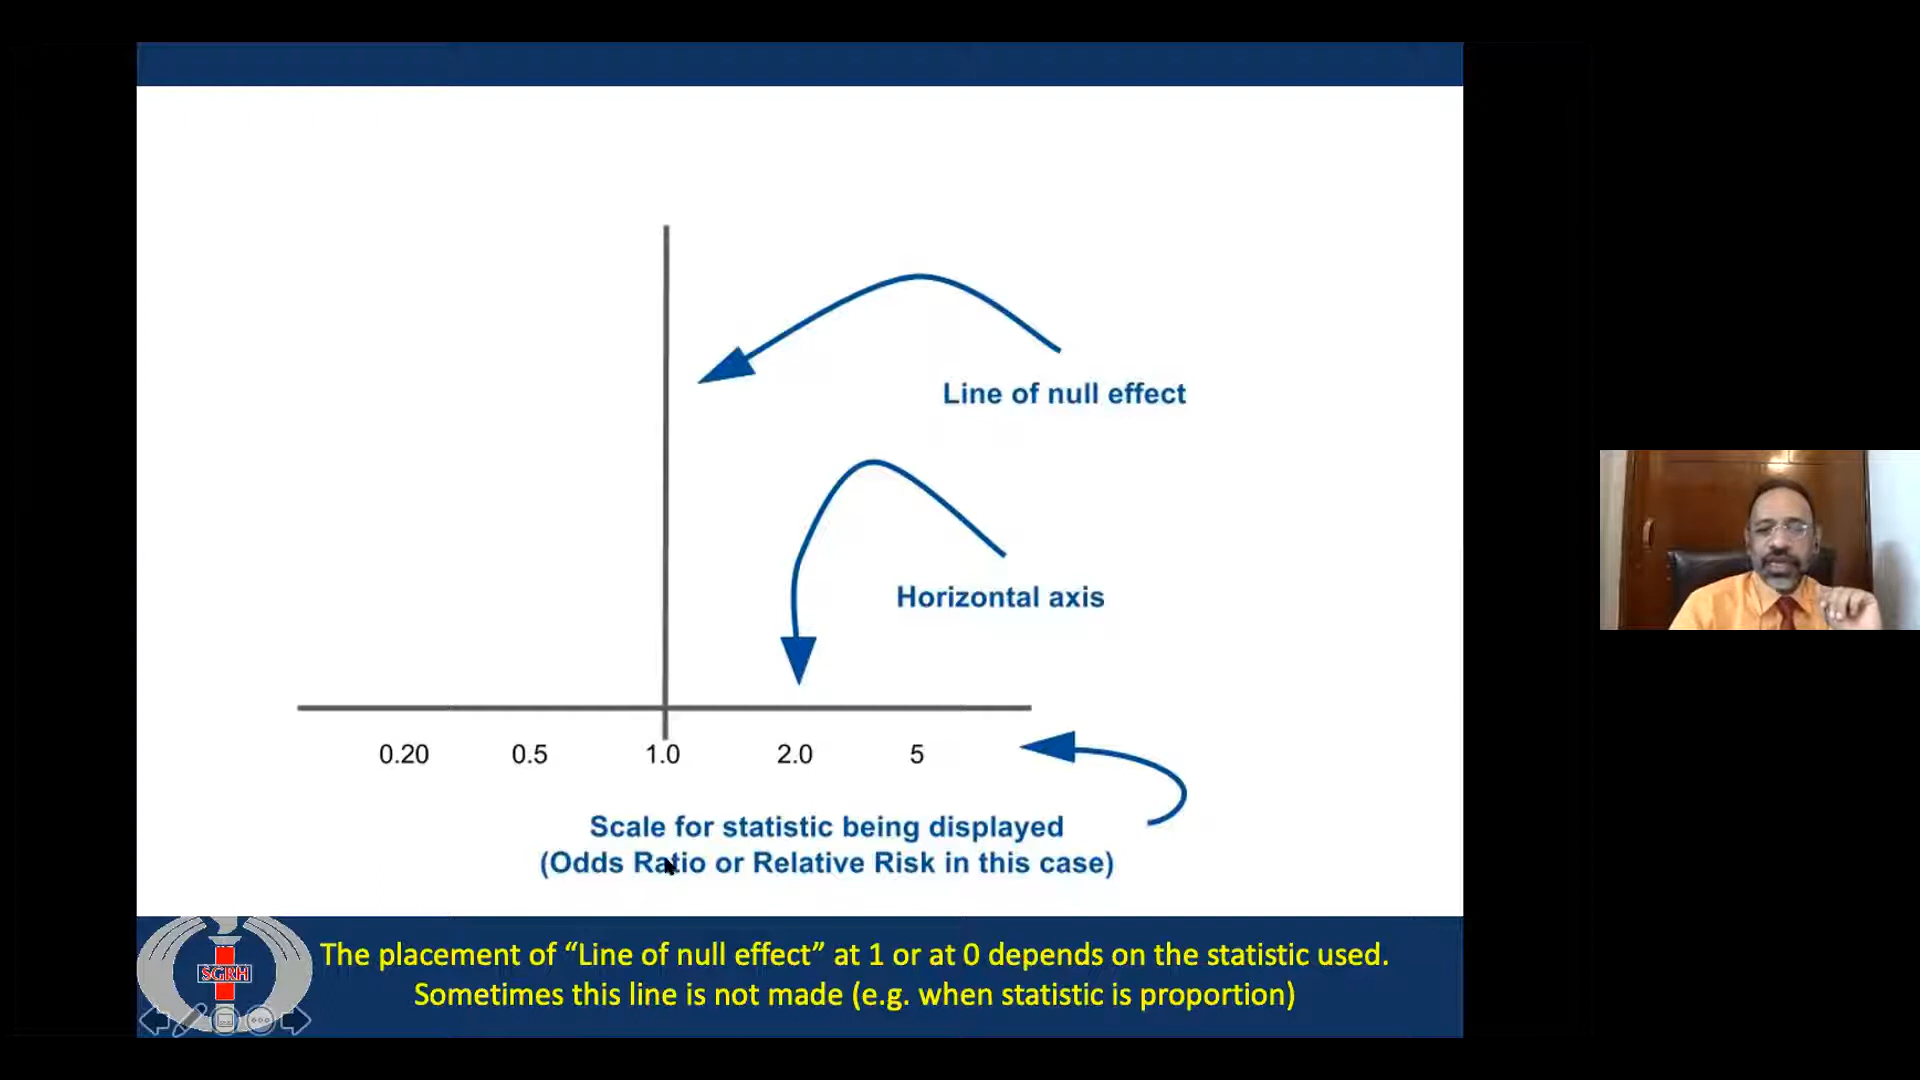 Line of null effect
Horizontal axis
0.20 0.5 1.0 2.0 5
Scale for statistic being displayed
(Odds Ratio or Relative Risk in this case)
The placement of “Line of null effect” at 1 or at 0 depends on the statistic used.
Sometimes this line is not made (e.g. when statistic is proportion)
SGRH